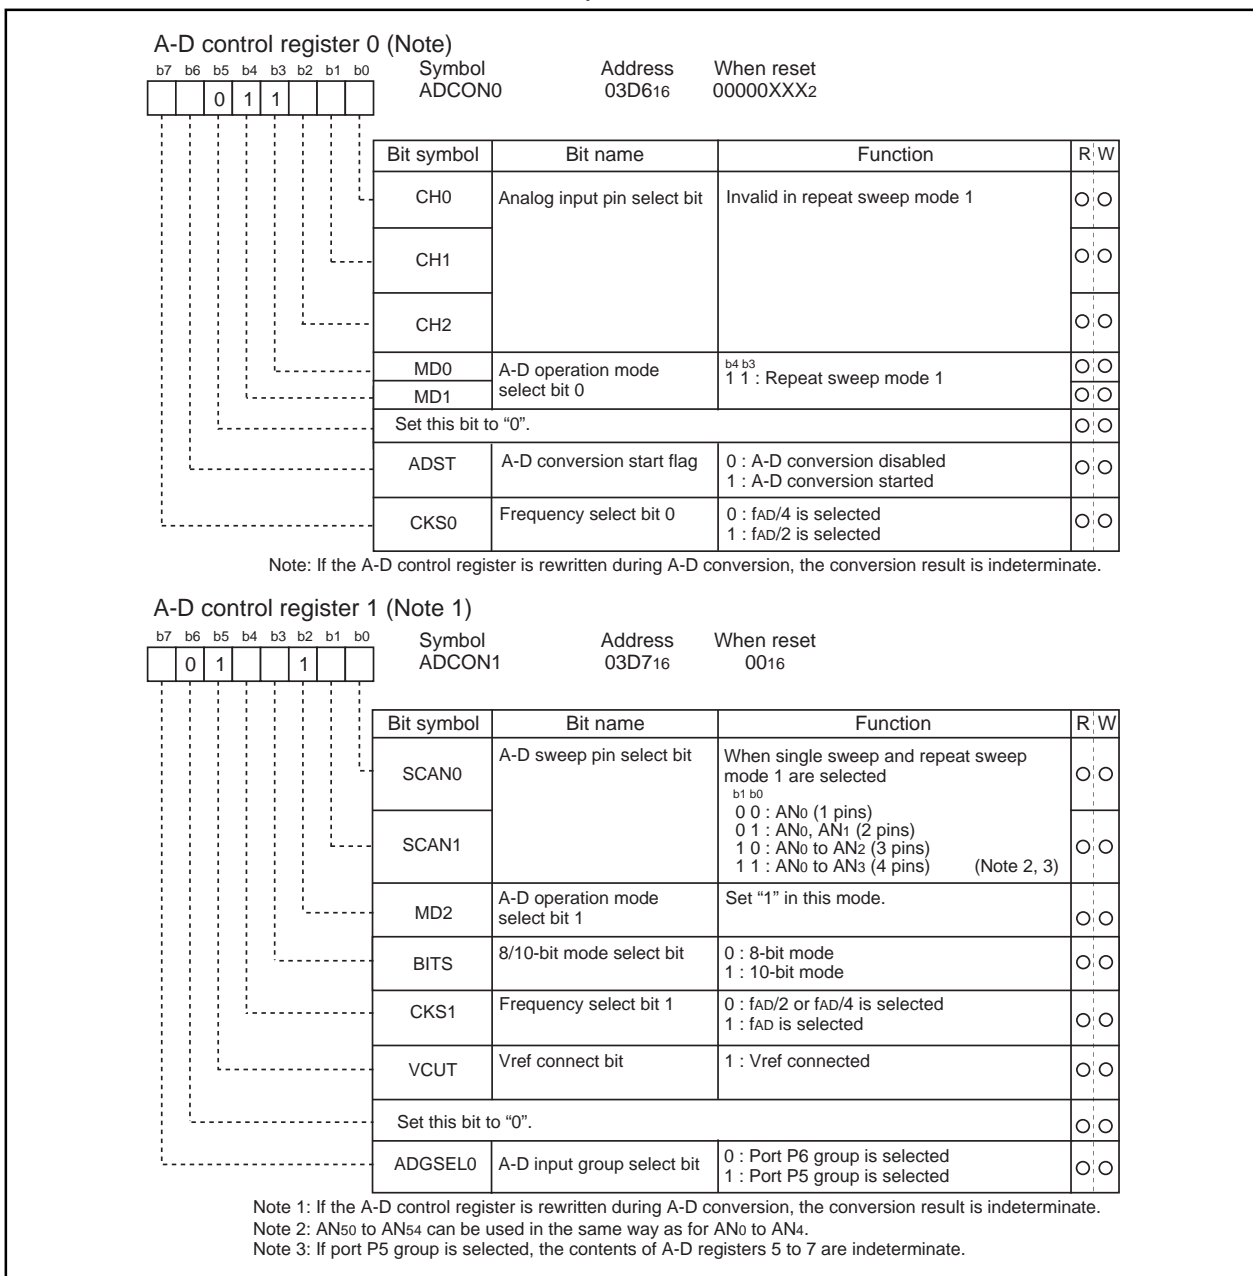 A-D control register 0 (Note)
b7 b6 b5 b4 b3 b2 b1 b0 Symbol Address When reset
0 1 1 ADCON0 03D616 00000XXX2
Bit symbol Bit name Function R W
CH0 Analog input pin select bit Invalid in repeat sweep mode 1
CH1
CH2
MD0 A-D operation mode b4 b3
MD1 select bit 0 1 1 : Repeat sweep mode 1
Set this bit to “0”.
ADST A-D conversion start flag 0 : A-D conversion disabled
1 : A-D conversion started
CKS0 Frequency select bit 0 0 : fAD/4 is selected
1 : fAD/2 is selected
Note: If the A-D control register is rewritten during A-D conversion, the conversion result is indeterminate.
A-D control register 1 (Note 1)
b7 b6 b5 b4 b3 b2 b1 b0 Symbol Address When reset
0 1 1 ADCON1 03D716 0016
Bit symbol Bit name Function R W
SCAN0 A-D sweep pin select bit When single sweep and repeat sweep
mode 1 are selected
b1 b0
0 0 : AN0 (1 pins)
0 1 : AN0, AN1 (2 pins)
SCAN1 1 0 : AN0 to AN2 (3 pins)
1 1 : AN0 to AN3 (4 pins) (Note 2, 3)
MD2 A-D operation mode Set “1” in this mode.
select bit 1
BITS 8/10-bit mode select bit 0 : 8-bit mode
1 : 10-bit mode
CKS1 Frequency select bit 1 0 : fAD/2 or fAD/4 is selected
1 : fAD is selected
VCUT Vref connect bit 1 : Vref connected
Set this bit to “0”.
ADGSEL0 A-D input group select bit 0 : Port P6 group is selected
1 : Port P5 group is selected
Note 1: If the A-D control register is rewritten during A-D conversion, the conversion result is indeterminate.
Note 2: AN50 to AN54 can be used in the same way as for AN0 to AN4.
Note 3: If port P5 group is selected, the contents of A-D registers 5 to 7 are indeterminate.